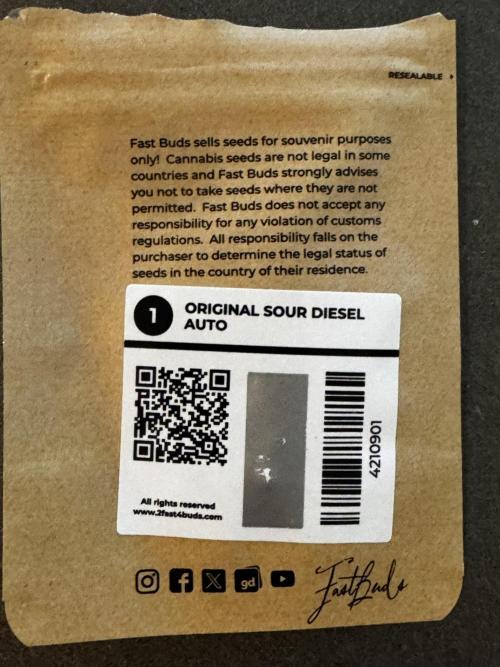 RESEALABLE
Fast Buds sells seeds for souvenir purposes
only! Cannabis seeds are not legal in some
countries and Fast Buds strongly advises
you not to take seeds where they are not
permitted. Fast Buds does not accept any
responsibility for any violation of customs
regulations. All responsibility falls on the
purchaser to determine the legal status of
seeds in the country of their residence.
1 ORIGINAL SOUR DIESEL
AUTO
4210901
All rights reserved
www.2fast4buds.com
gd
FastBuds